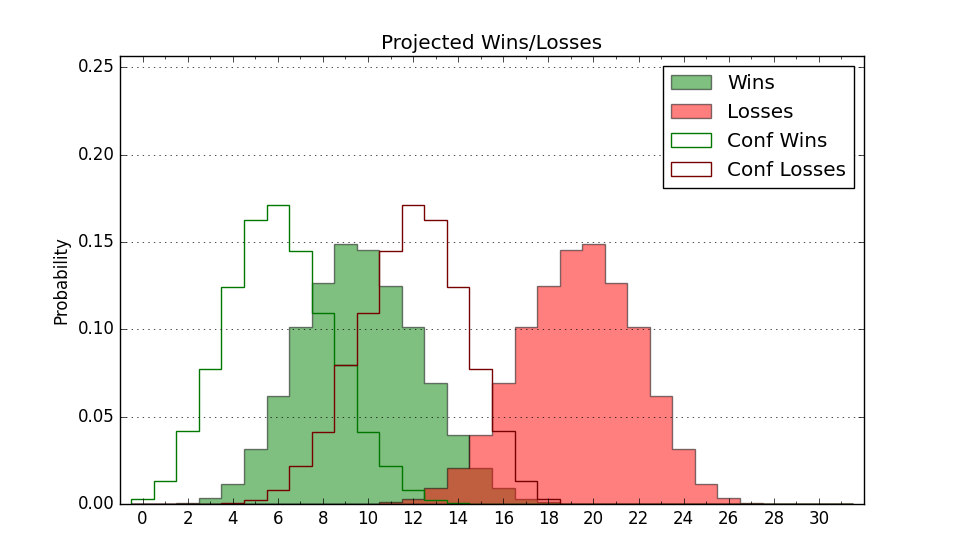 Projected Wins/Losses
0.25
0.20
0.15
0.10
0.05
0.00
Probability
Wins
Losses
Conf Wins
Conf Losses
0 2 4 6 8 10 12 14 16 18 20 22 24 26 28 30